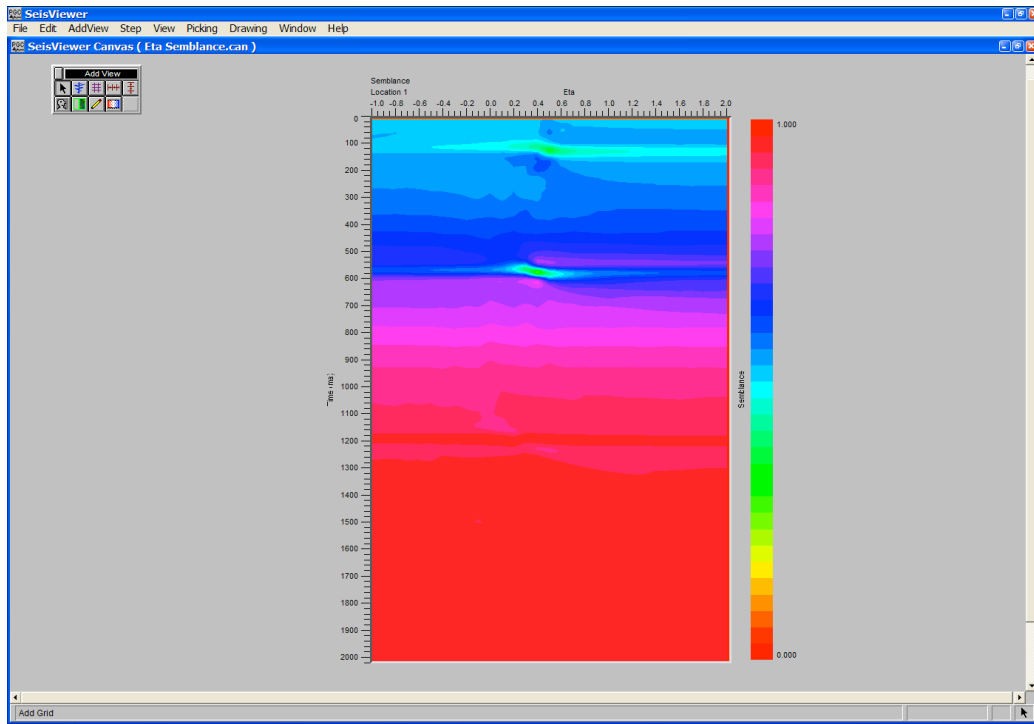 SeisViewer
File Edit AddView Step View Picking Drawing Window Help
SeisViewer Canvas ( Eta Semblance.can )
Add View
Semblance
Location 1
Eta
-1.0 -0.8 -0.6 -0.4 -0.2 0.0 0.2 0.4 0.6 0.8 1.0 1.2 1.4 1.6 1.8 2.0
0
100
200
300
400
500
600
700
800
900
1000
1100
1200
1300
1400
1500
1600
1700
1800
1900
2000
Time (ms)
1.000
Semblance
0.000
Add Grid